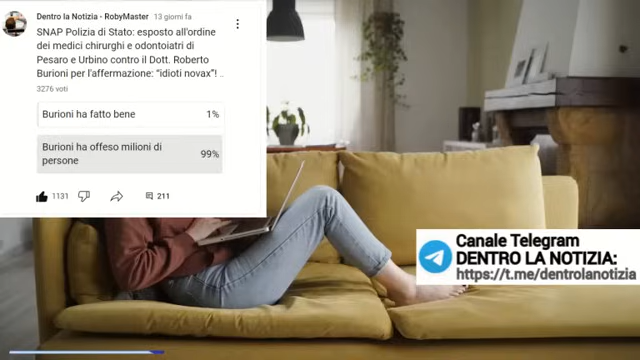 Dentro la Notizia - RobyMaster 13 giorni fa
SNAP Polizia di Stato: esposto all'ordine
dei medici chirurghi e odontoiatri di
Pesaro e Urbino contro il Dott. Roberto
Burioni per l'affermazione: "idioti novax"! ..
3276 voti
Burioni ha fatto bene 1%
Burioni ha offeso milioni di
persone 99%
1131 211
Canale Telegram
DENTRO LA NOTIZIA:
https://t.me/dentrolanotizia